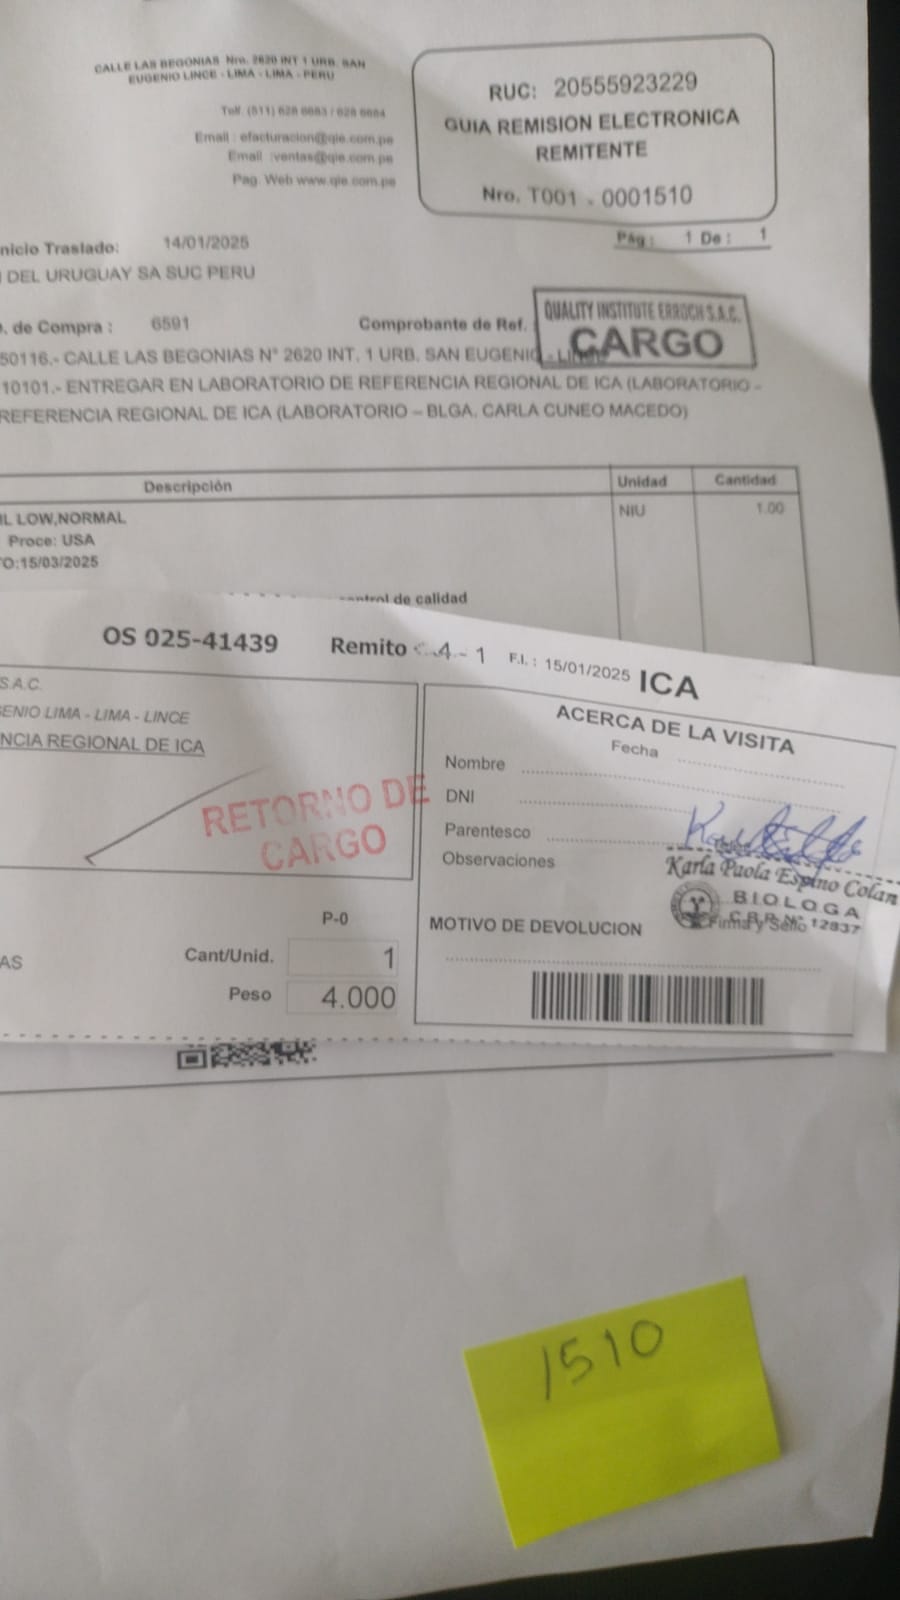 CALLE LAS BEGONIAS Nro. 2620 INT 1 URB. SAN
EUGENIO LINCE - LIMA - LIMA - PERU
Telf. (511) 628 6683 / 628 6684
Email : efacturacion@qie.com.pe
Email :ventas@qie.com.pe
Pag. Web www.qie.com.pe
RUC: 20555923229
GUIA REMISION ELECTRONICA
REMITENTE
Nro. T001 - 0001510
Pág : 1 De : 1
nicio Traslado: 14/01/2025
DEL URUGUAY SA SUC PERU
. de Compra : 6591 Comprobante de Ref.
QUALITY INSTITUTE ERROCH S.A.C.
CARGO
50116.- CALLE LAS BEGONIAS N° 2620 INT. 1 URB. SAN EUGENIO - LINCE
10101.- ENTREGAR EN LABORATORIO DE REFERENCIA REGIONAL DE ICA (LABORATORIO -
REFERENCIA REGIONAL DE ICA (LABORATORIO – BLGA. CARLA CUNEO MACEDO)
Descripción Unidad Cantidad
L LOW,NORMAL NIU 1.00
Proce: USA
O:15/03/2025
control de calidad
OS 025-41439 Remito 4-1 F.I.: 15/01/2025 ICA
S.A.C.
ENIO LIMA - LIMA - LINCE
NCIA REGIONAL DE ICA
RETORNO DE
CARGO
P-0
AS Cant/Unid. 1
Peso 4.000
ACERCA DE LA VISITA
Fecha
Nombre
DNI
Parentesco
Observaciones
Karla Paola Espino Colan
BIOLOGA
C.B.P. N° 12837
Firma y Sello
MOTIVO DE DEVOLUCION
1510